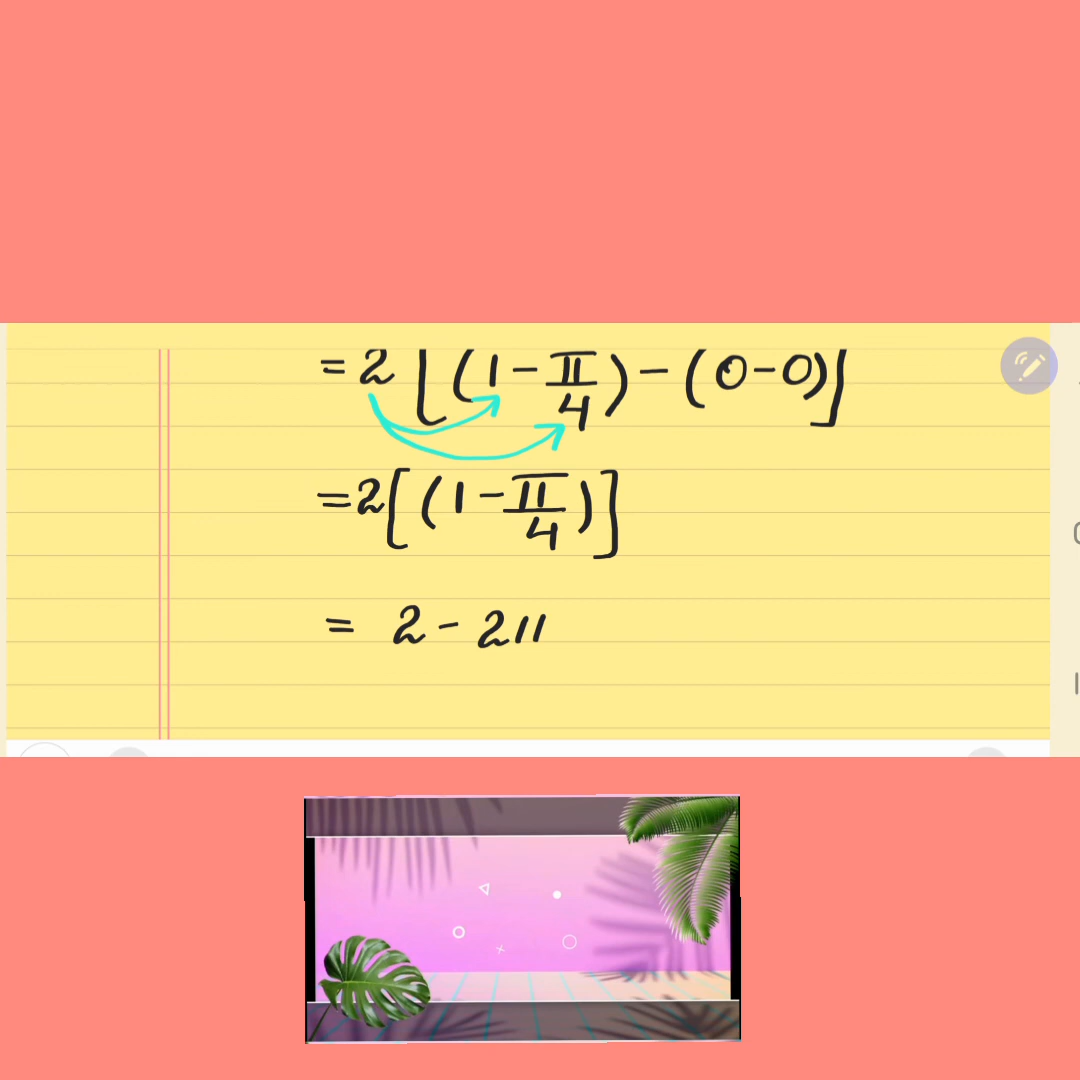 = 2 [(1 - π/4) - (0 - 0)]
= 2 [(1 - π/4)]
= 2 - 2π